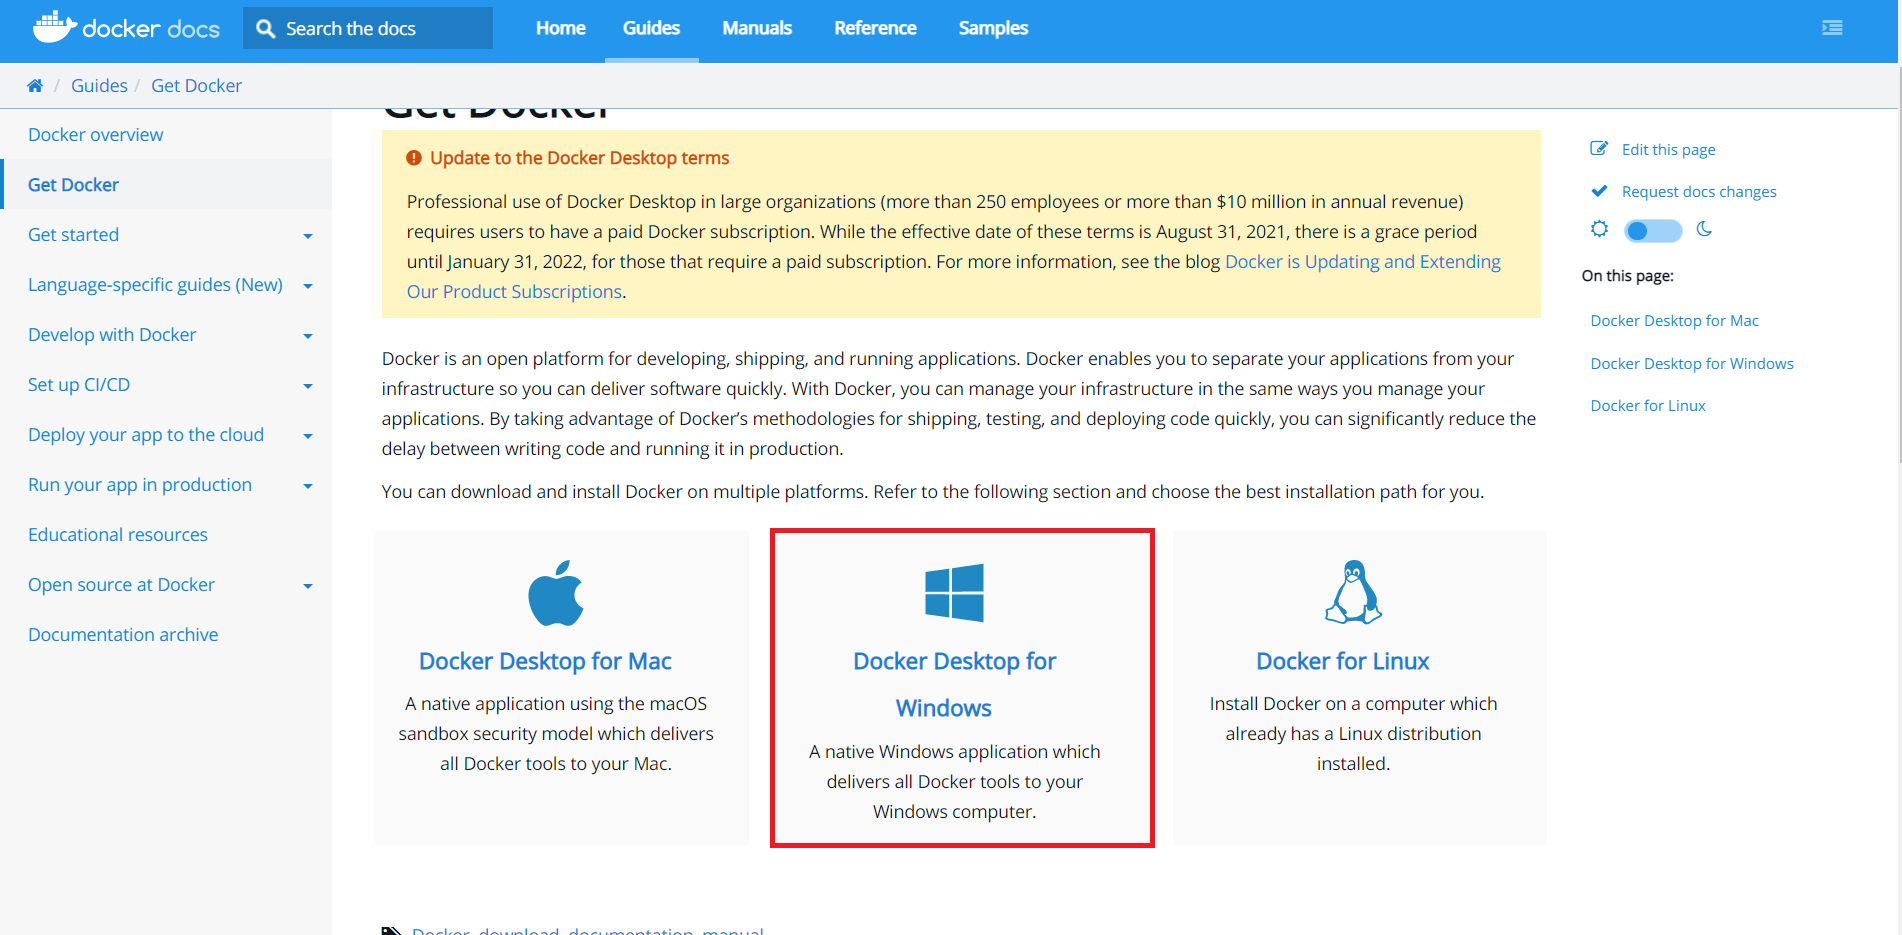 docker docs
Search the docs
Home
Guides
Manuals
Reference
Samples
/ Guides / Get Docker
Docker overview
Get Docker
Get started
Language-specific guides (New)
Develop with Docker
Set up CI/CD
Deploy your app to the cloud
Run your app in production
Educational resources
Open source at Docker
Documentation archive
Get Docker
Update to the Docker Desktop terms
Professional use of Docker Desktop in large organizations (more than 250 employees or more than $10 million in annual revenue)
requires users to have a paid Docker subscription. While the effective date of these terms is August 31, 2021, there is a grace period
until January 31, 2022, for those that require a paid subscription. For more information, see the blog Docker is Updating and Extending
Our Product Subscriptions.
Docker is an open platform for developing, shipping, and running applications. Docker enables you to separate your applications from your
infrastructure so you can deliver software quickly. With Docker, you can manage your infrastructure in the same ways you manage your
applications. By taking advantage of Docker’s methodologies for shipping, testing, and deploying code quickly, you can significantly reduce the
delay between writing code and running it in production.
You can download and install Docker on multiple platforms. Refer to the following section and choose the best installation path for you.
Docker Desktop for Mac
A native application using the macOS
sandbox security model which delivers
all Docker tools to your Mac.
Docker Desktop for
Windows
A native Windows application which
delivers all Docker tools to your
Windows computer.
Docker for Linux
Install Docker on a computer which
already has a Linux distribution
installed.
Docker, download, documentation, manual
Edit this page
Request docs changes
On this page:
Docker Desktop for Mac
Docker Desktop for Windows
Docker for Linux